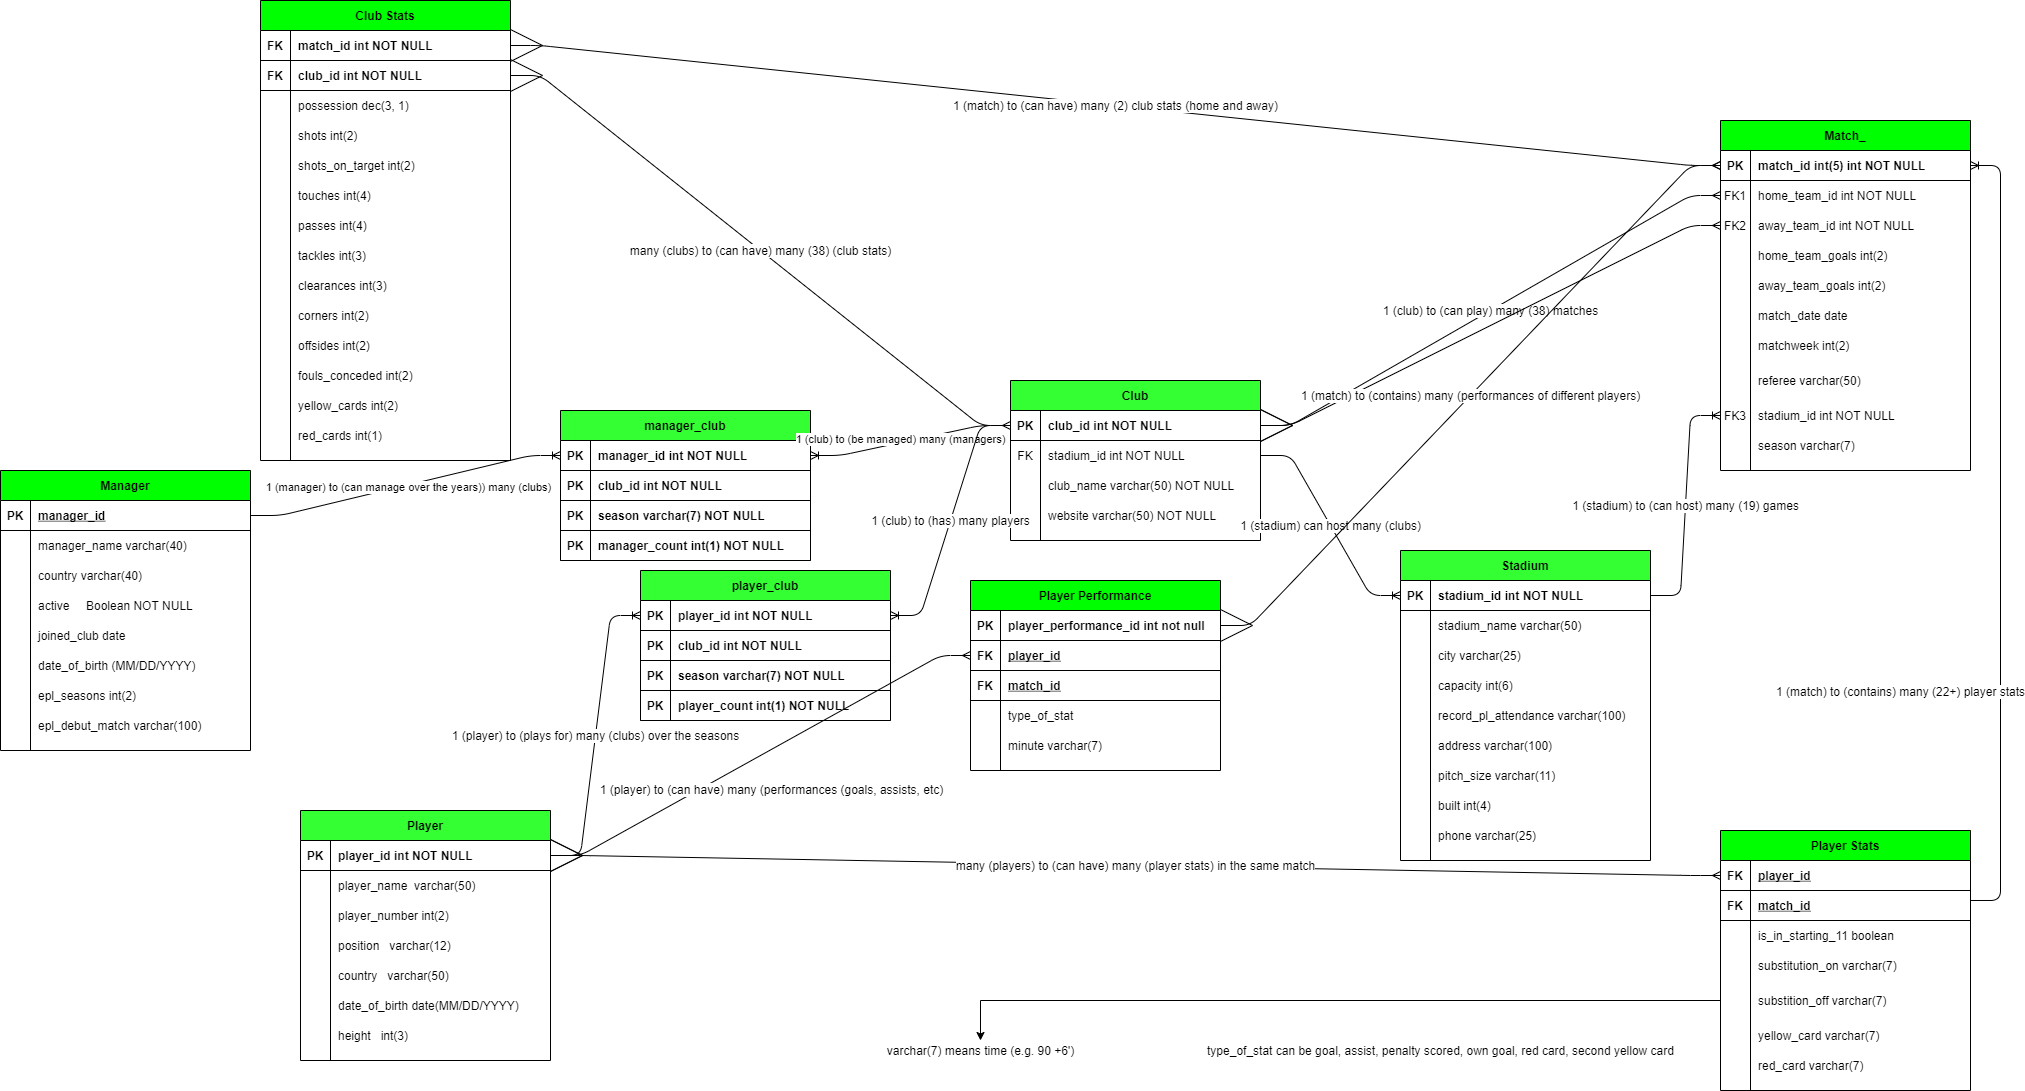 Club Stats
FK match_id int NOT NULL
FK club_id int NOT NULL
possession dec(3, 1)
shots int(2)
shots_on_target int(2)
touches int(4)
passes int(4)
tackles int(3)
clearances int(3)
corners int(2)
offsides int(2)
fouls_conceded int(2)
yellow_cards int(2)
red_cards int(1)
1 (match) to (can have) many (2) club stats (home and away)
many (clubs) to (can have) many (38) (club stats)
Match_
PK match_id int(5) int NOT NULL
FK1 home_team_id int NOT NULL
FK2 away_team_id int NOT NULL
home_team_goals int(2)
away_team_goals int(2)
match_date date
matchweek int(2)
referee varchar(50)
FK3 stadium_id int NOT NULL
season varchar(7)
1 (club) to (can play) many (38) matches
1 (match) to (contains) many (performances of different players)
Club
PK club_id int NOT NULL
FK stadium_id int NOT NULL
club_name varchar(50) NOT NULL
website varchar(50) NOT NULL
manager_club
PK manager_id int NOT NULL
PK club_id int NOT NULL
PK season varchar(7) NOT NULL
PK manager_count int(1) NOT NULL
1 (club) to (be managed) many (managers)
Manager
PK manager_id
manager_name varchar(40)
country varchar(40)
active Boolean NOT NULL
joined_club date
date_of_birth (MM/DD/YYYY)
epl_seasons int(2)
epl_debut_match varchar(100)
1 (manager) to (can manage over the years)) many (clubs)
1 (club) to (has) many players
1 (stadium) can host many (clubs)
1 (stadium) to (can host) many (19) games
player_club
PK player_id int NOT NULL
PK club_id int NOT NULL
PK season varchar(7) NOT NULL
PK player_count int(1) NOT NULL
Player Performance
PK player_performance_id int not null
FK player_id
FK match_id
type_of_stat
minute varchar(7)
Stadium
PK stadium_id int NOT NULL
stadium_name varchar(50)
city varchar(25)
capacity int(6)
record_pl_attendance varchar(100)
address varchar(100)
pitch_size varchar(11)
built int(4)
phone varchar(25)
1 (match) to (contains) many (22+) player stats
1 (player) to (plays for) many (clubs) over the seasons
1 (player) to (can have) many (performances (goals, assists, etc)
Player
PK player_id int NOT NULL
player_name varchar(50)
player_number int(2)
position varchar(12)
country varchar(50)
date_of_birth date(MM/DD/YYYY)
height int(3)
many (players) to (can have) many (player stats) in the same match
Player Stats
FK player_id
FK match_id
is_in_starting_11 boolean
substitution_on varchar(7)
substition_off varchar(7)
yellow_card varchar(7)
red_card varchar(7)
varchar(7) means time (e.g. 90 +6')
type_of_stat can be goal, assist, penalty scored, own goal, red card, second yellow card